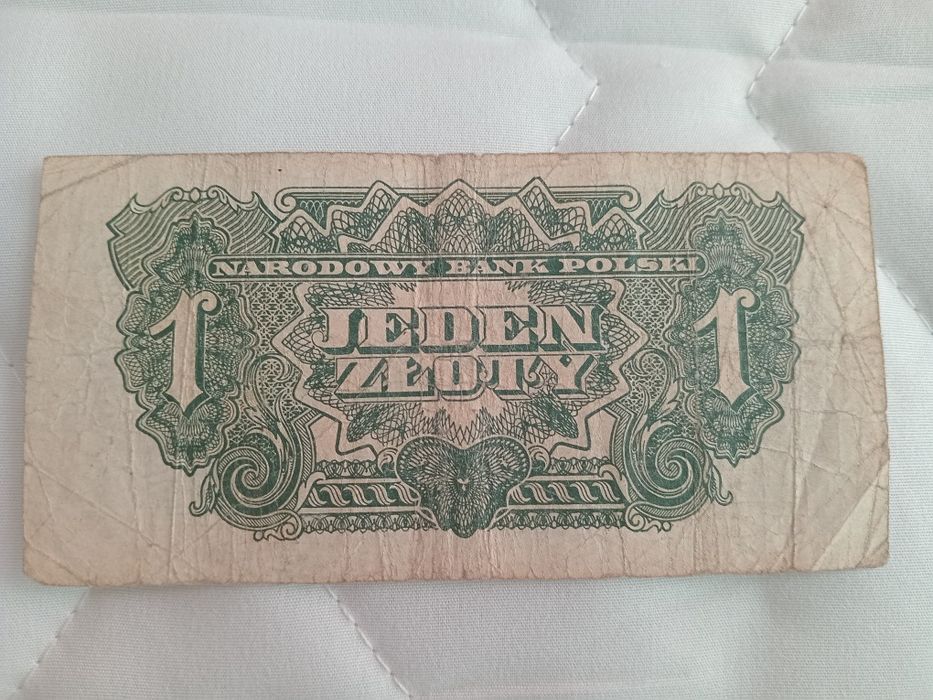 NARODOWY BANK POLSKI
1 JEDEN 1
ZŁOTY